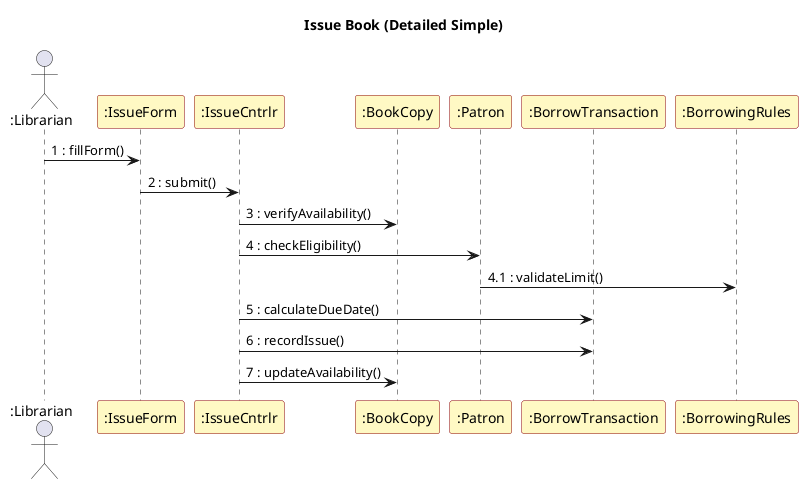 Issue Book (Detailed Simple)
:Librarian
:IssueForm
:IssueCntrlr
:BookCopy
:Patron
:BorrowTransaction
:BorrowingRules
1 : fillForm()
2 : submit()
3 : verifyAvailability()
4 : checkEligibility()
4.1 : validateLimit()
5 : calculateDueDate()
6 : recordIssue()
7 : updateAvailability()
:Librarian
:IssueForm
:IssueCntrlr
:BookCopy
:Patron
:BorrowTransaction
:BorrowingRules